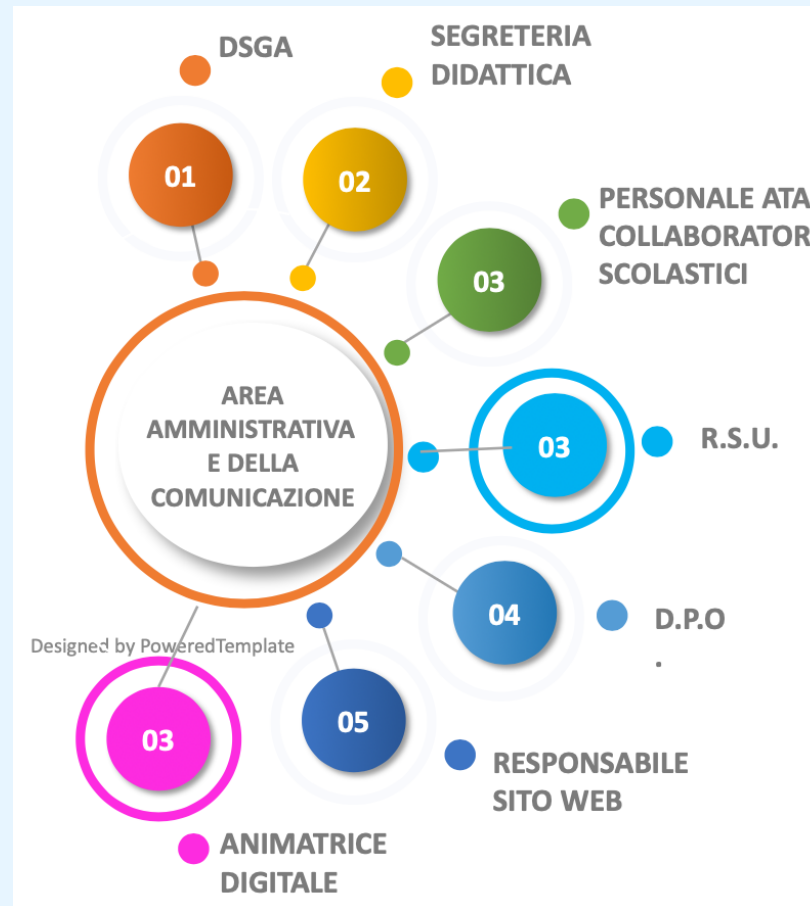 DSGA
01
SEGRETERIA
DIDATTICA
02
PERSONALE ATA
COLLABORATOR
SCOLASTICI
03
AREA
AMMINISTRATIVA
E DELLA
COMUNICAZIONE
03
R.S.U.
04
D.P.O
.
Designed by PoweredTemplate
03
05
RESPONSABILE
SITO WEB
ANIMATRICE
DIGITALE